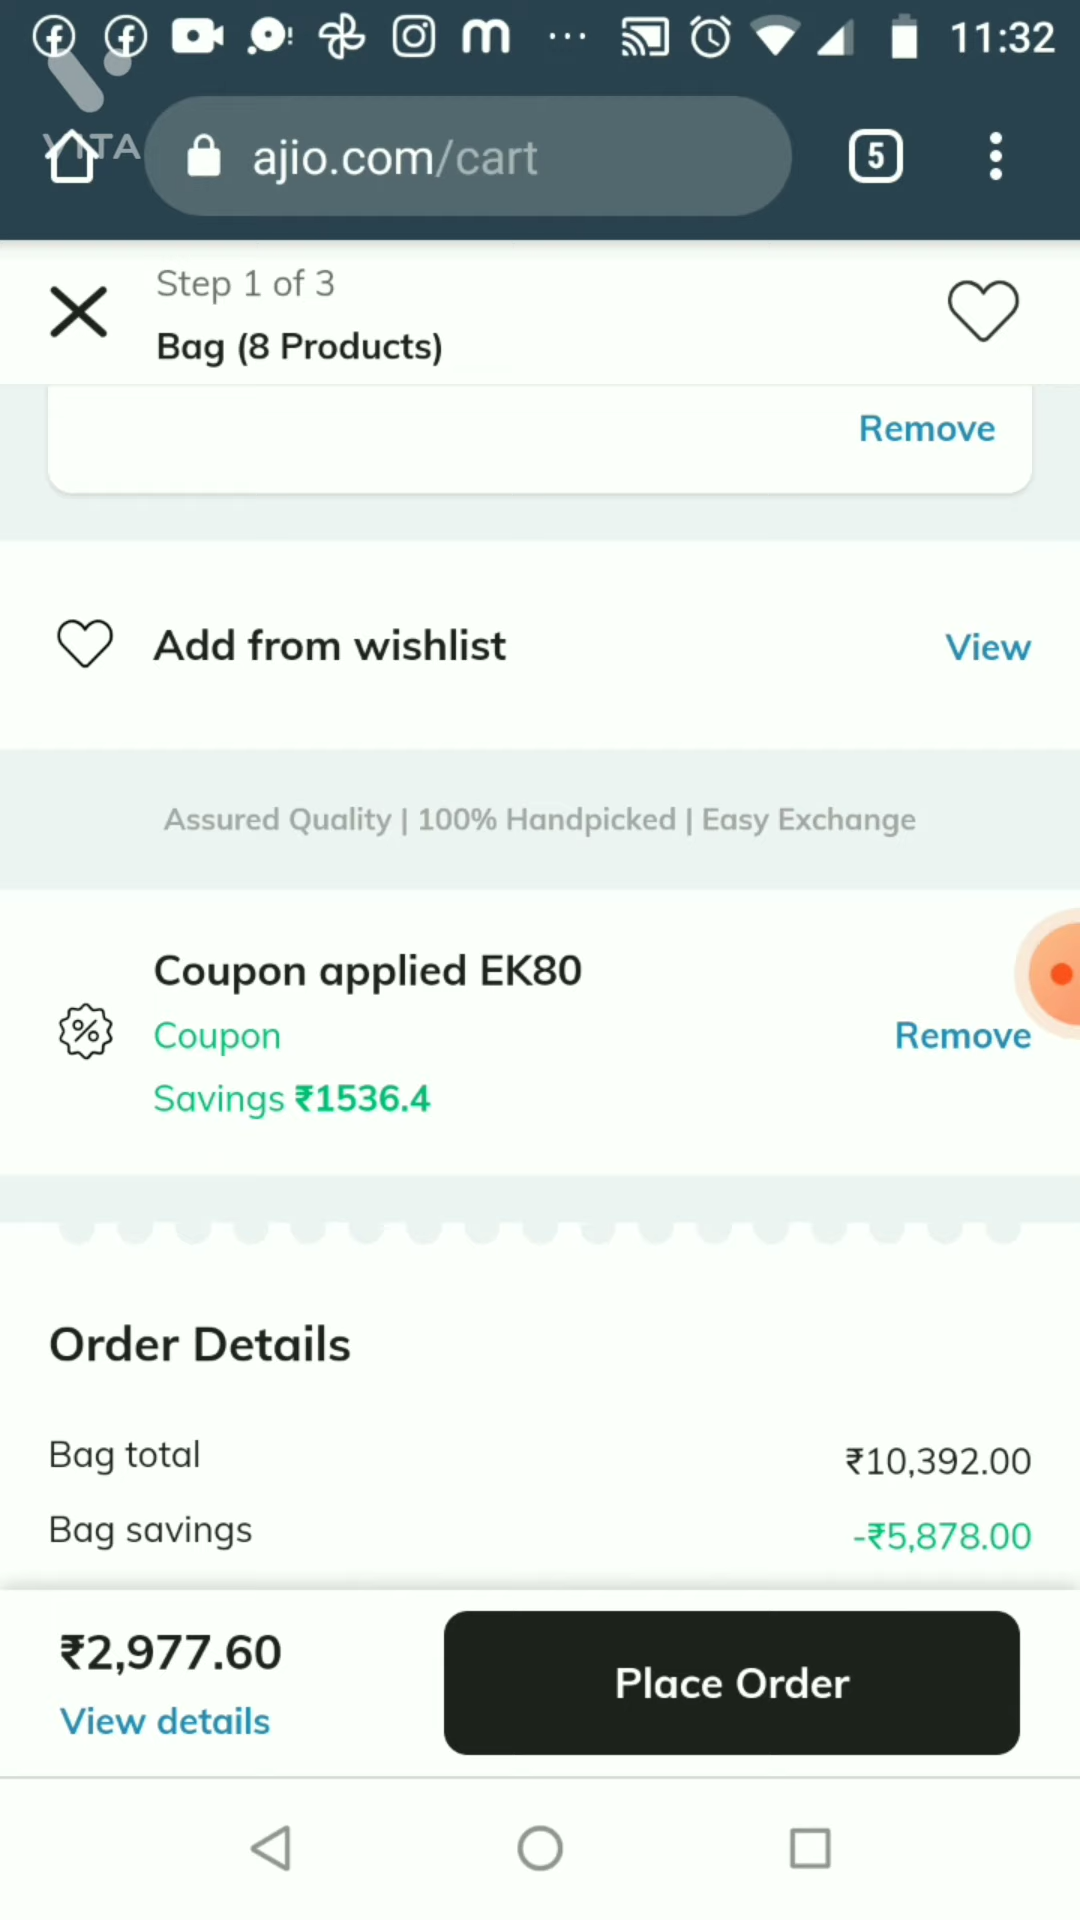 11:32
VITA
ajio.com/cart
5
Step 1 of 3
Bag (8 Products)
Remove
Add from wishlist
View
Assured Quality | 100% Handpicked | Easy Exchange
Coupon applied EK80
Coupon
Remove
Savings ₹1536.4
Order Details
Bag total
₹10,392.00
Bag savings
-₹5,878.00
₹2,977.60
Place Order
View details